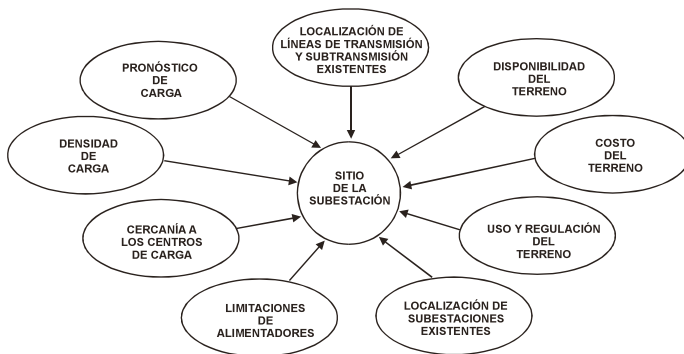 LOCALIZACIÓN DE
LÍNEAS DE TRANSMISIÓN
Y SUBTRANSMISIÓN
EXISTENTES
PRONÓSTICO
DE
CARGA
DISPONIBILIDAD
DEL
TERRENO
DENSIDAD
DE
CARGA
COSTO
DEL
TERRENO
SITIO
DE LA
SUBESTACIÓN
CERCANÍA A
LOS CENTROS
DE CARGA
USO Y REGULACIÓN
DEL
TERRENO
LIMITACIONES
DE
ALIMENTADORES
LOCALIZACIÓN DE
SUBESTACIONES
EXISTENTES